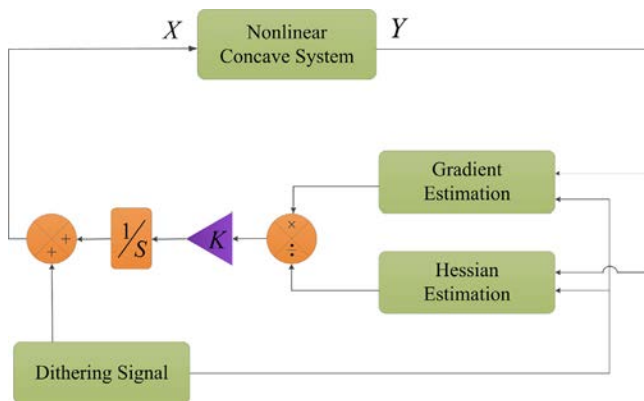 X
Nonlinear
Concave System
Y
Gradient
Estimation
×
÷
K
1/S
+
+
Hessian
Estimation
Dithering Signal